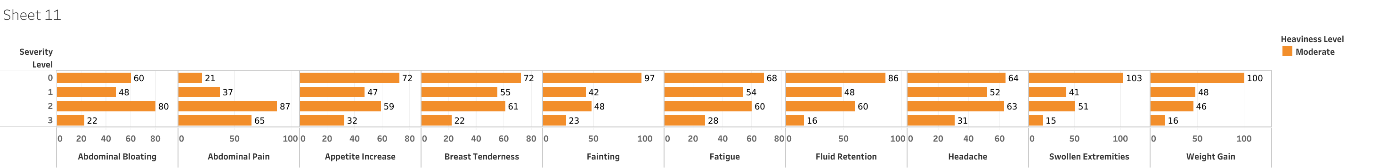 Sheet 11
Heaviness Level
Moderate
Severity
Level
0 60 21 72 72 97 68 86 64 103 100
1 48 37 47 55 42 54 48 52 41 48
2 80 87 59 61 48 60 60 63 51 46
3 22 65 32 22 23 28 16 31 15 16
0 20 40 60 80 0 50 100 0 20 40 60 80 0 20 40 60 80 0 50 100 0 20 40 60 80 0 50 100 0 20 40 60 0 50 100 0 50 100
Abdominal Bloating Abdominal Pain Appetite Increase Breast Tenderness Fainting Fatigue Fluid Retention Headache Swollen Extremities Weight Gain